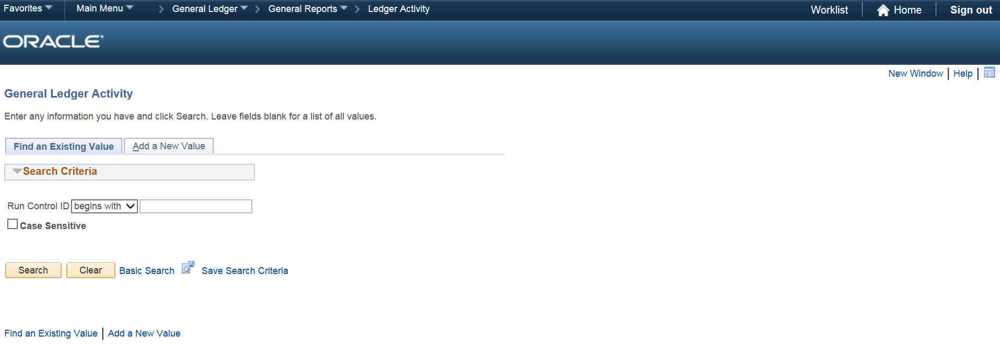 Favorites Main Menu General Ledger General Reports Ledger Activity Worklist Home Sign out
ORACLE®
New Window Help
General Ledger Activity
Enter any information you have and click Search. Leave fields blank for a list of all values.
Find an Existing Value Add a New Value
Search Criteria
Run Control ID begins with
Case Sensitive
Search Clear Basic Search Save Search Criteria
Find an Existing Value Add a New Value